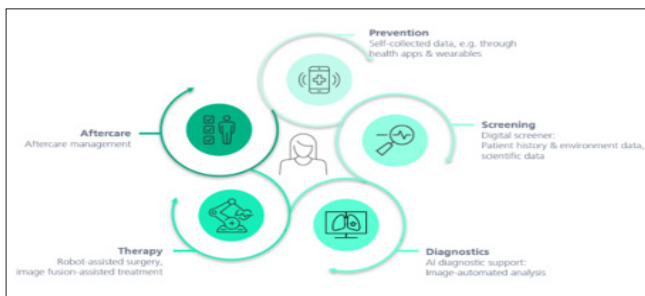 Prevention
Self-collected data, e.g. through
health apps & wearables
Screening
Digital screener:
Patient history & environment data,
scientific data
Diagnostics
AI diagnostic support:
Image-automated analysis
Therapy
Robot-assisted surgery,
image fusion-assisted treatment
Aftercare
Aftercare management